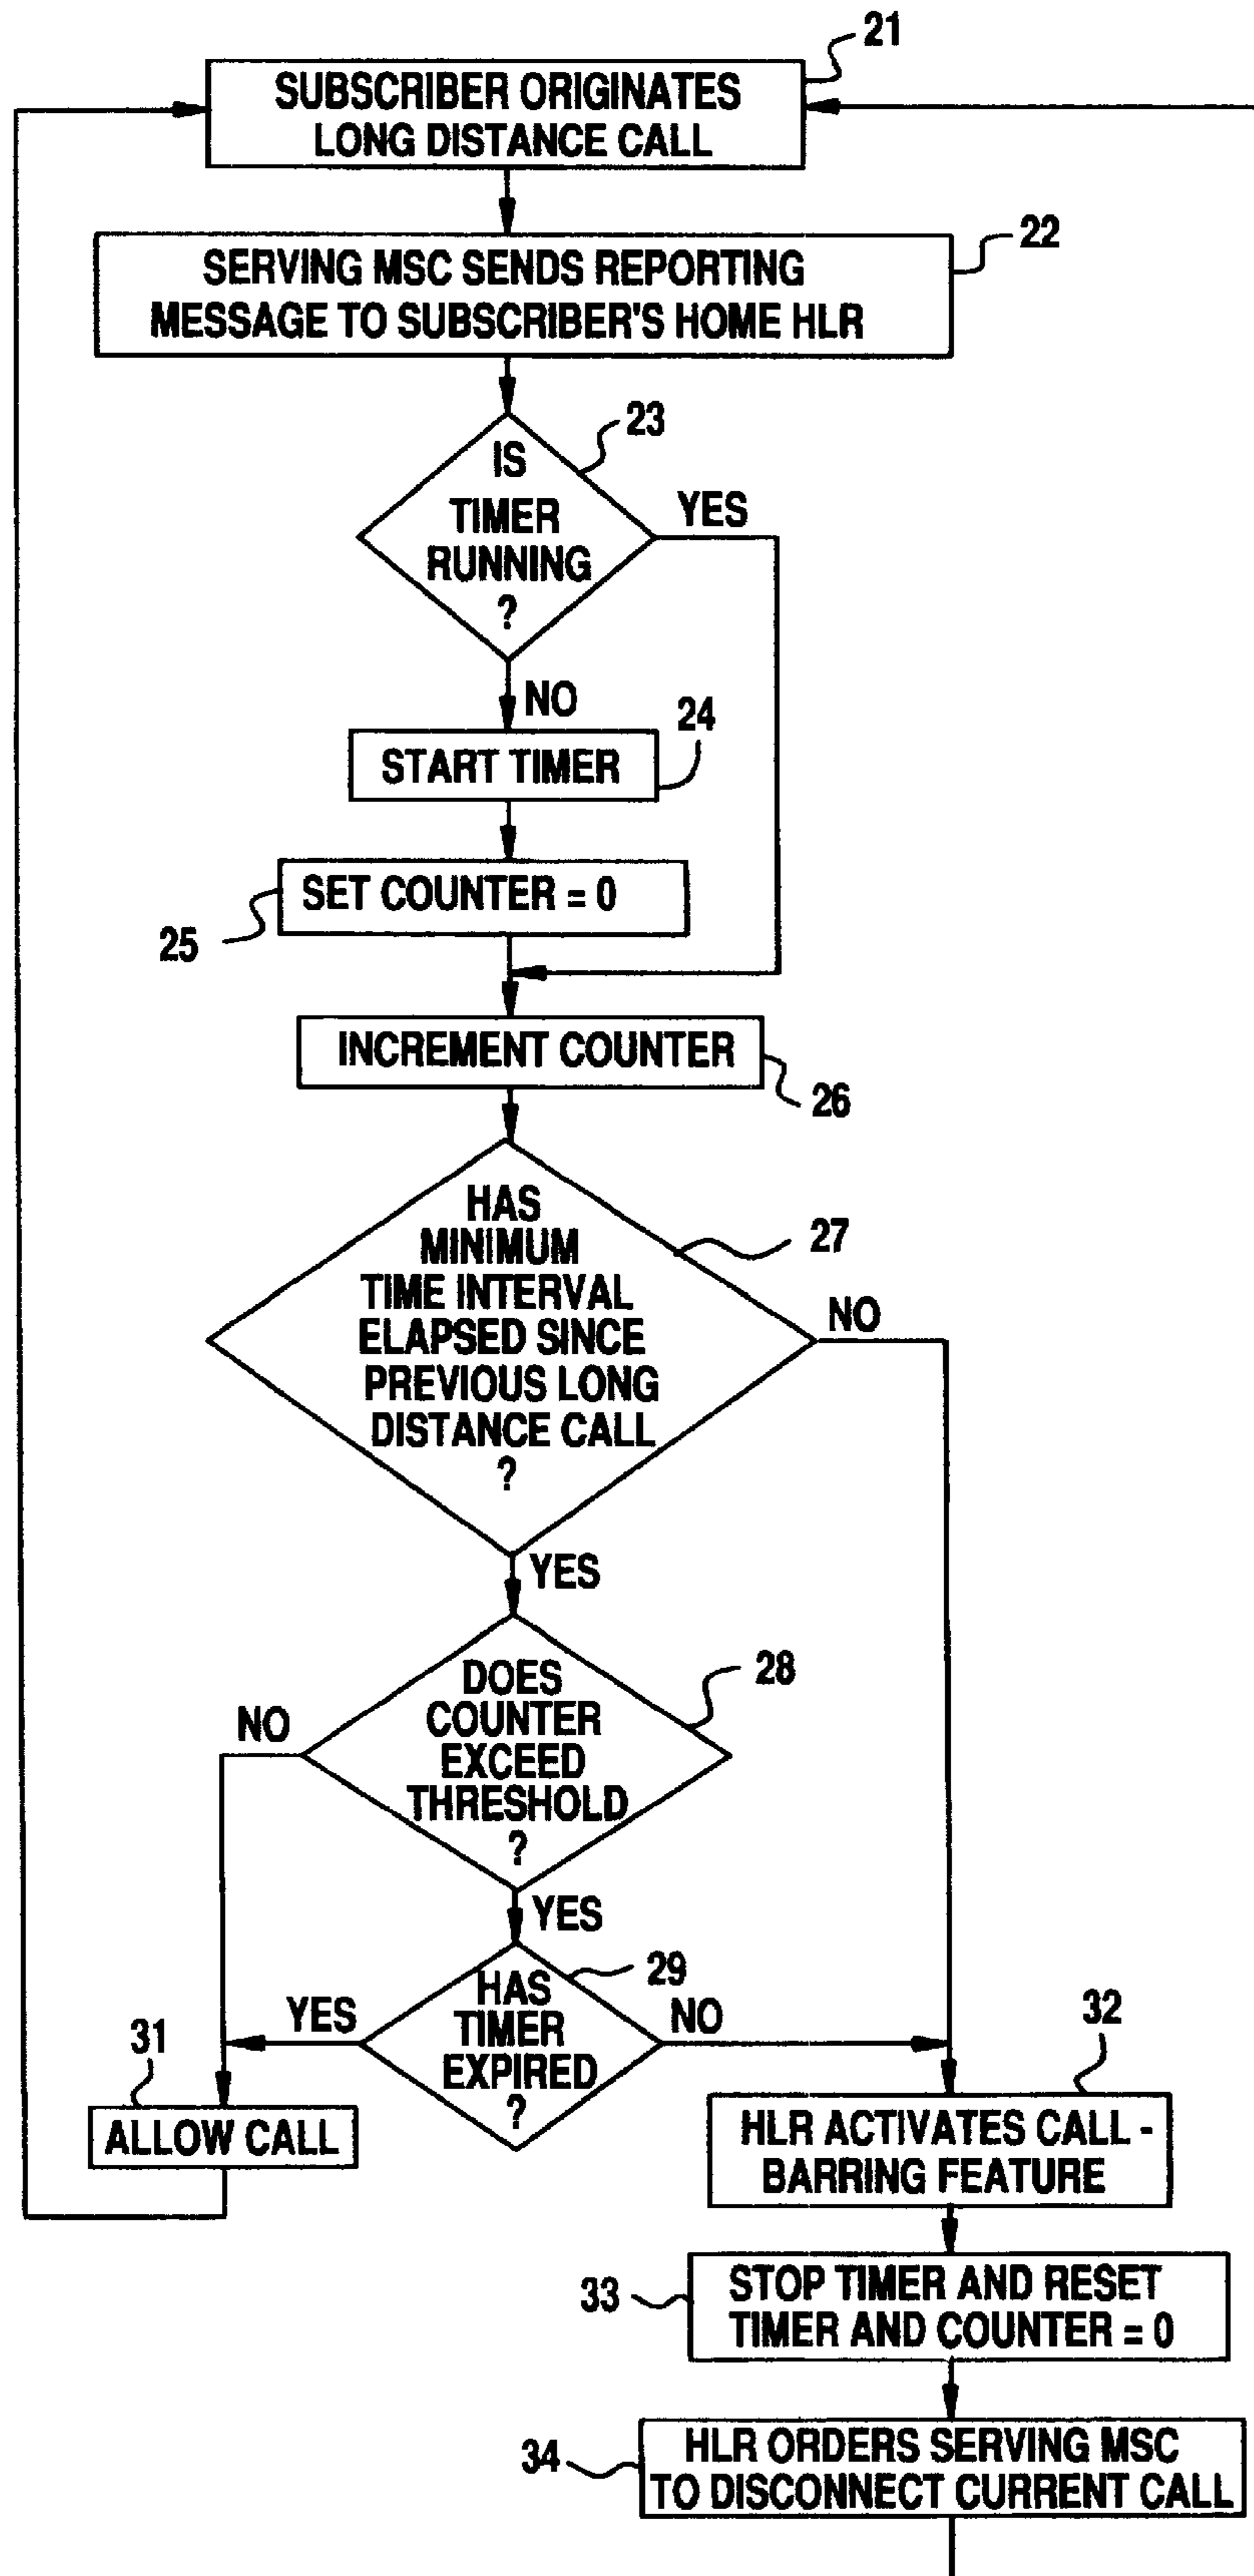 21
SUBSCRIBER ORIGINATES
LONG DISTANCE CALL
22
SERVING MSC SENDS REPORTING
MESSAGE TO SUBSCRIBER'S HOME HLR
23
IS
TIMER
RUNNING
?
YES
NO
24
START TIMER
SET COUNTER = 0
25
INCREMENT COUNTER
26
HAS
MINIMUM
TIME INTERVAL
ELAPSED SINCE
PREVIOUS LONG
DISTANCE CALL
?
27
NO
YES
28
DOES
COUNTER
EXCEED
THRESHOLD
?
NO
YES
29
HAS
TIMER
EXPIRED
?
YES
NO
31
ALLOW CALL
32
HLR ACTIVATES CALL -
BARRING FEATURE
33
STOP TIMER AND RESET
TIMER AND COUNTER = 0
34
HLR ORDERS SERVING MSC
TO DISCONNECT CURRENT CALL